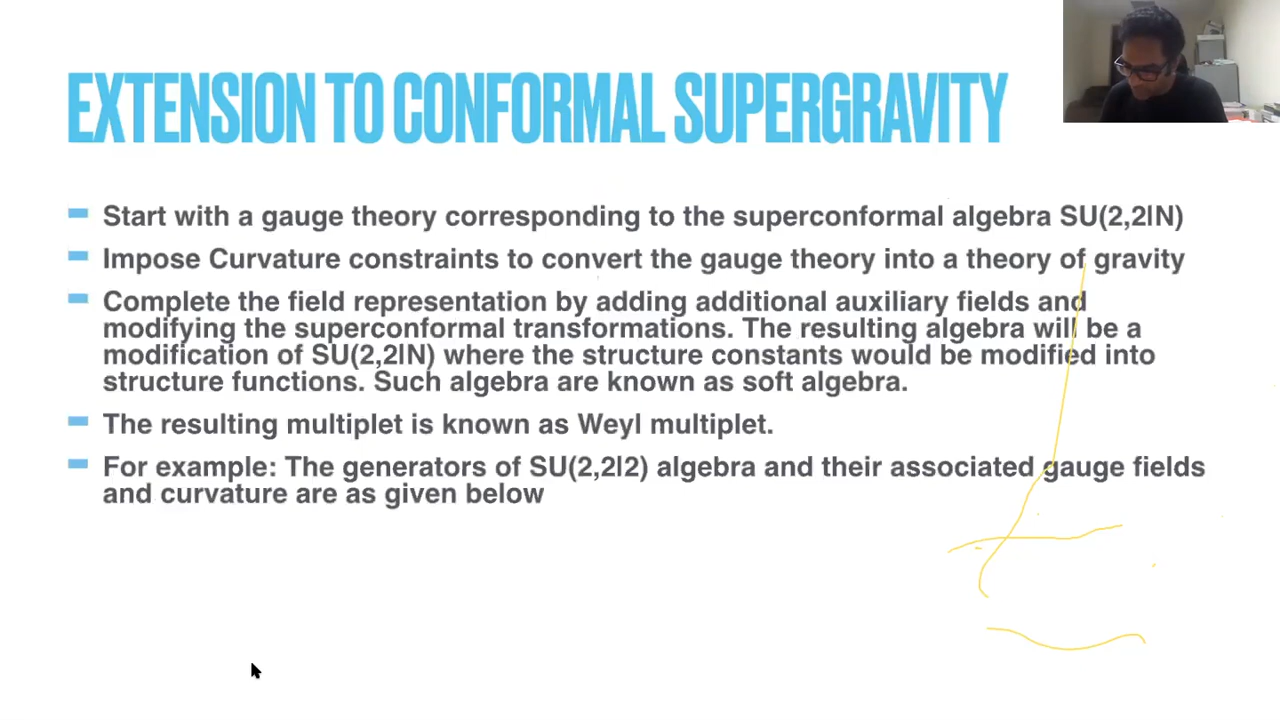 EXTENSION TO CONFORMAL SUPERGRAVITY
Start with a gauge theory corresponding to the superconformal algebra SU(2,2|N)
Impose Curvature constraints to convert the gauge theory into a theory of gravity
Complete the field representation by adding additional auxiliary fields and
modifying the superconformal transformations. The resulting algebra will be a
modification of SU(2,2|N) where the structure constants would be modified into
structure functions. Such algebra are known as soft algebra.
The resulting multiplet is known as Weyl multiplet.
For example: The generators of SU(2,2|2) algebra and their associated gauge fields
and curvature are as given below